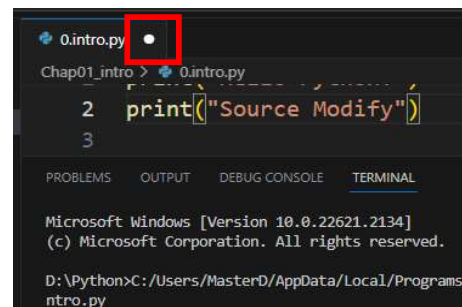 0.intro.py
Chap01_intro > 0.intro.py
2 print("Source Modify")
3
PROBLEMS OUTPUT DEBUG CONSOLE TERMINAL
Microsoft Windows [Version 10.0.22621.2134]
(c) Microsoft Corporation. All rights reserved.
D:\Python>C:/Users/MasterD/AppData/Local/Programs
ntro.py